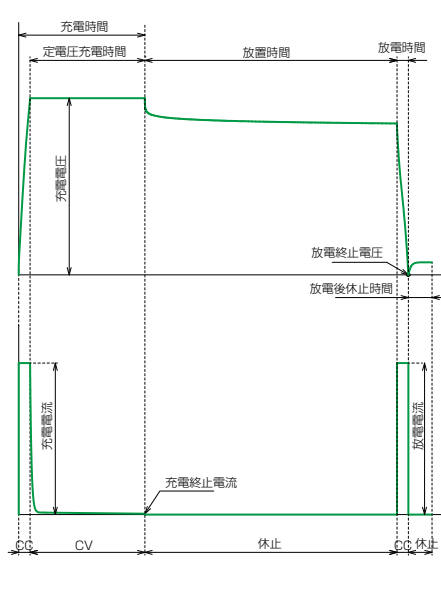 充電時間
定電圧充電時間
放置時間
放電時間
充電電圧
放電終止電圧
放電後休止時間
充電電流
放電電流
充電終止電流
CC
CV
休止
CC
休止